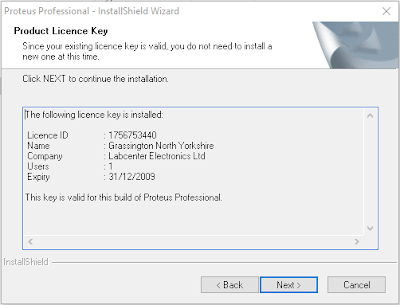 Proteus Professional - InstallShield Wizard
Product Licence Key
Since your existing licence key is valid, you do not need to install a
new one at this time.
Click NEXT to continue the installation.
The following licence key is installed:
Licence ID : 1756753440
Name : Grassington North Yorkshire
Company : Labcenter Electronics Ltd
Users : 1
Expiry : 31/12/2009
This key is valid for this build of Proteus Professional.
InstallShield
< Back Next > Cancel